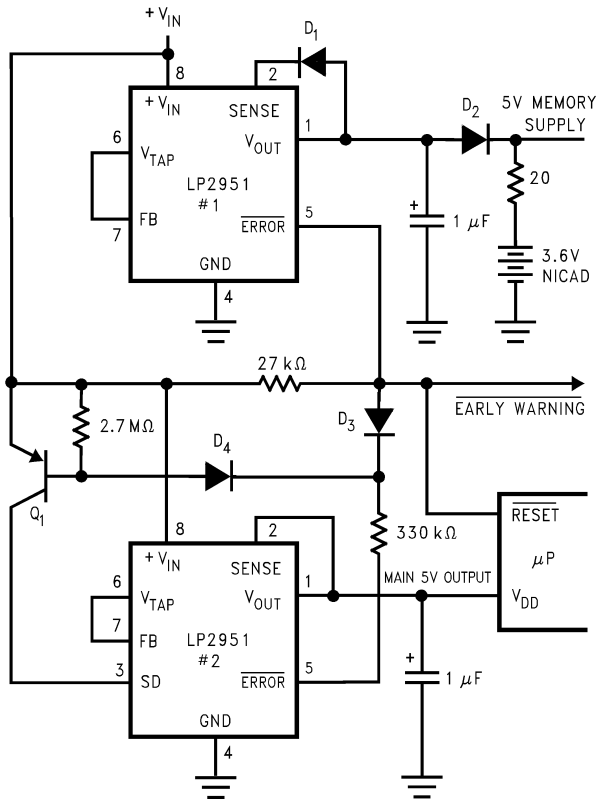 + VIN
D1
8
2
+ VIN
SENSE
D2
5V MEMORY
SUPPLY
6
VTAP
VOUT
1
LP2951
#1
20
+
1 μF
7
FB
ERROR
5
3.6V
NICAD
GND
4
27 kΩ
EARLY WARNING
2.7 MΩ
D3
D4
Q1
8
2
330 kΩ
RESET
+ VIN
SENSE
μP
6
VTAP
VOUT
1
MAIN 5V OUTPUT
VDD
7
FB
LP2951
#2
3
SD
ERROR
5
+
1 μF
GND
4